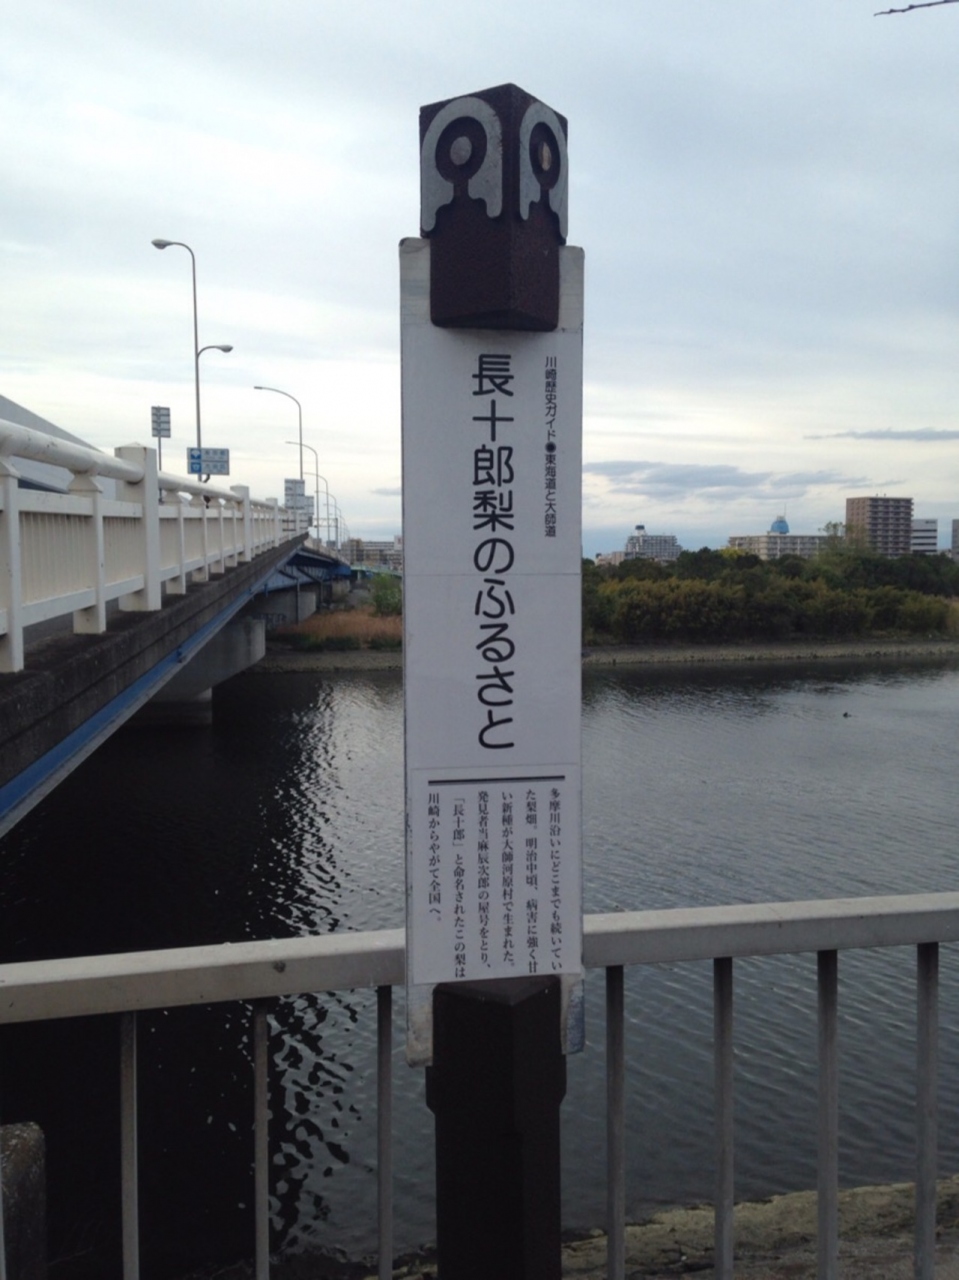 川崎歴史ガイド●東海道と大師道
長十郎梨のふるさと
多摩川沿いにどこまでも続いてい
た梨畑。明治中頃、病害に強く甘
い新種が大師河原村で生まれた。
発見者当麻辰次郎の屋号をとり、
「長十郎」と命名されたこの梨は
川崎からやがて全国へ。